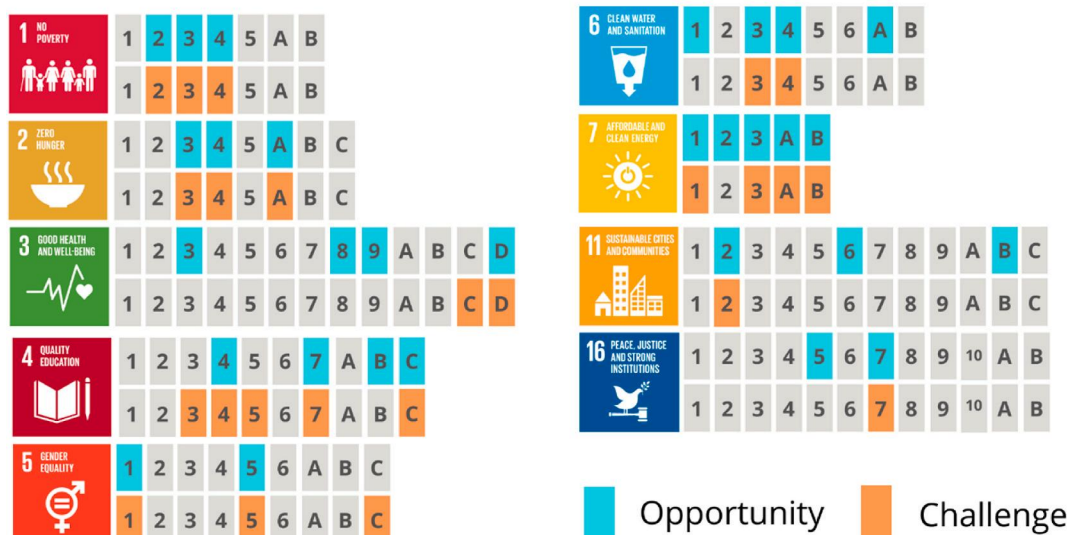 1 NO
POVERTY
1 2 3 4 5 A B
1 2 3 4 5 A B
2 ZERO
HUNGER
1 2 3 4 5 A B C
1 2 3 4 5 A B C
3 GOOD HEALTH
AND WELL-BEING
1 2 3 4 5 6 7 8 9 A B C D
1 2 3 4 5 6 7 8 9 A B C D
4 QUALITY
EDUCATION
1 2 3 4 5 6 7 A B C
1 2 3 4 5 6 7 A B C
5 GENDER
EQUALITY
1 2 3 4 5 6 A B C
1 2 3 4 5 6 A B C
6 CLEAN WATER
AND SANITATION
1 2 3 4 5 6 A B
1 2 3 4 5 6 A B
7 AFFORDABLE AND
CLEAN ENERGY
1 2 3 A B
1 2 3 A B
11 SUSTAINABLE CITIES
AND COMMUNITIES
1 2 3 4 5 6 7 8 9 A B C
1 2 3 4 5 6 7 8 9 A B C
16 PEACE, JUSTICE
AND STRONG
INSTITUTIONS
1 2 3 4 5 6 7 8 9 10 A B
1 2 3 4 5 6 7 8 9 10 A B
Opportunity Challenge